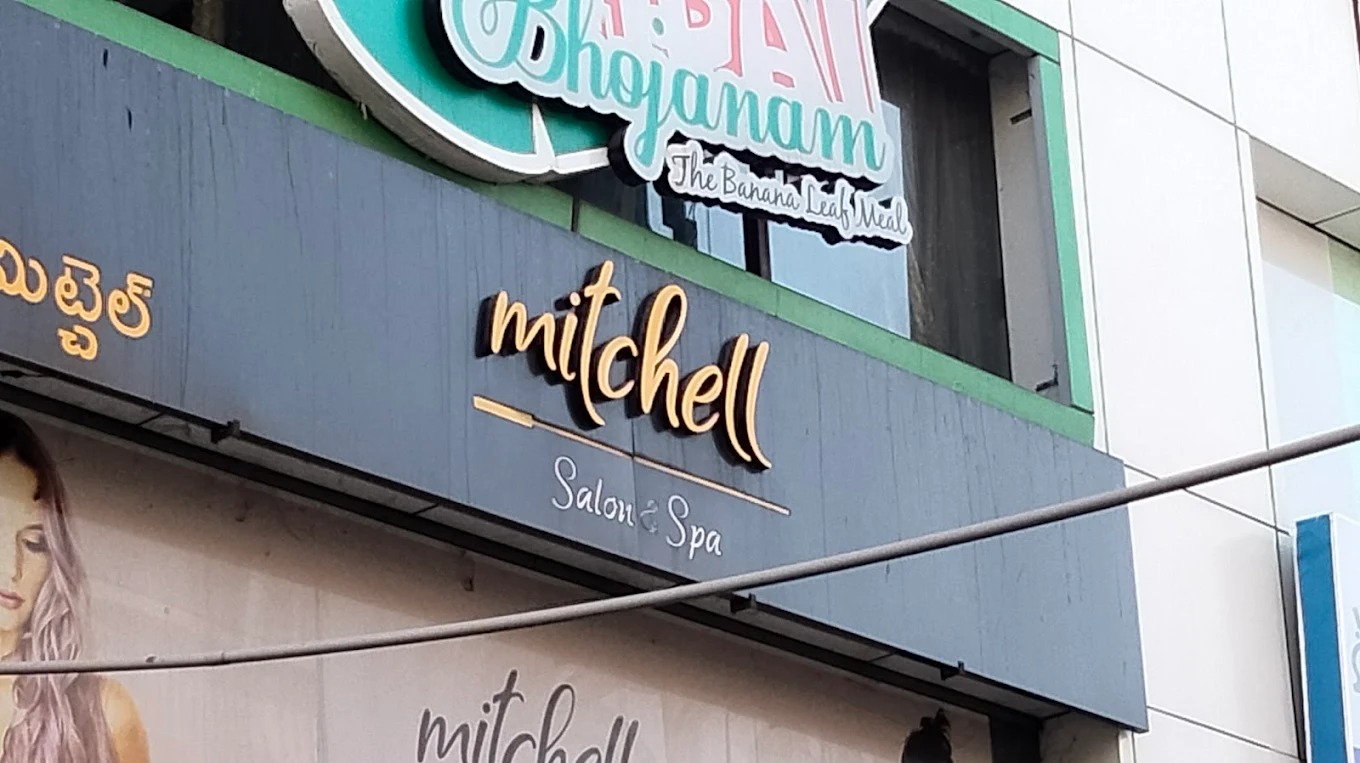 Bhojanam
The Banana Leaf Meal
ಮಿಟ್ಚೆಲ್
mitchell
Salon & Spa
mitchell